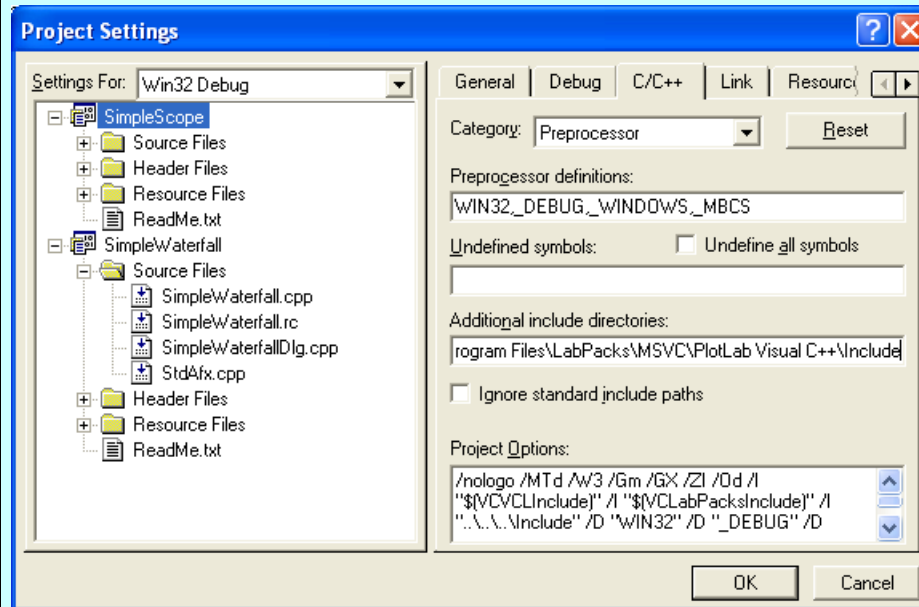 Project Settings
Settings For:
Win32 Debug
SimpleScope
Source Files
Header Files
Resource Files
ReadMe.txt
SimpleWaterfall
Source Files
SimpleWaterfall.cpp
SimpleWaterfall.rc
SimpleWaterfallDlg.cpp
StdAfx.cpp
Header Files
Resource Files
ReadMe.txt
General
Debug
C/C++
Link
Resourc
Category:
Preprocessor
Reset
Preprocessor definitions:
WIN32,_DEBUG,_WINDOWS,_MBCS
Undefined symbols:
Undefine all symbols
Additional include directories:
rogram Files\LabPacks\MSVC\PlotLab Visual C++\Include
Ignore standard include paths
Project Options:
/nologo /MTd /W3 /Gm /GX /ZI /Od /I
"$(VCVCLInclude)" /I "$(VCLabPacksInclude)" /I
"..\..\..\Include" /D "WIN32" /D "_DEBUG" /D
OK
Cancel